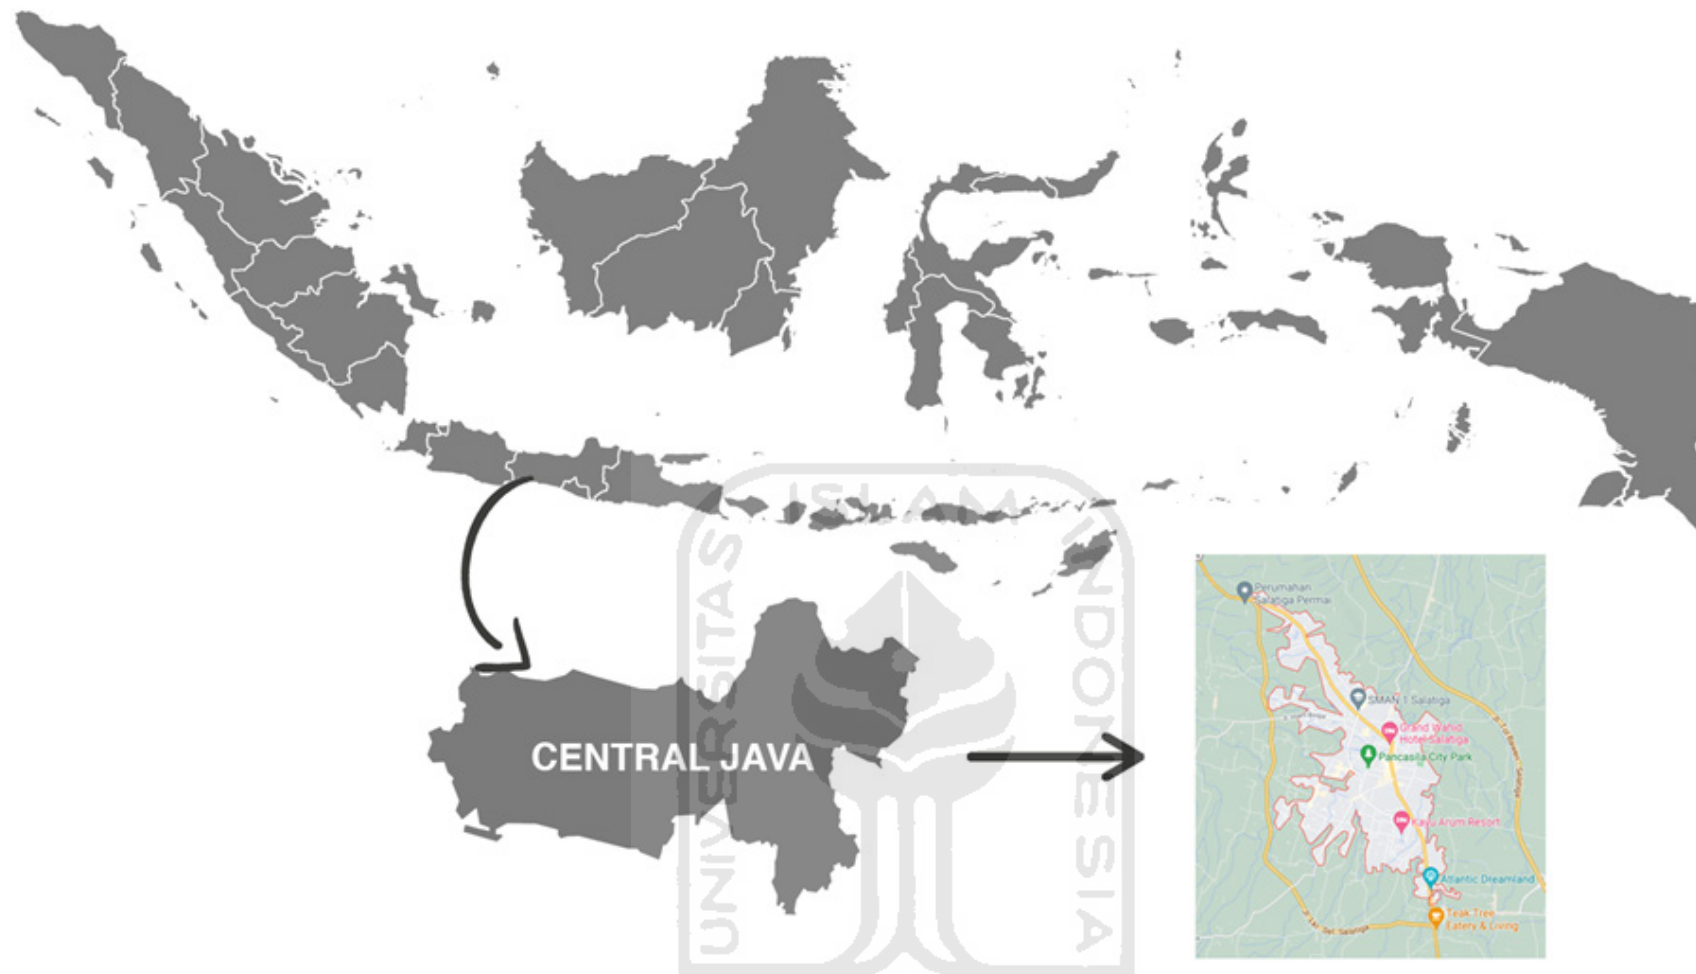 ISLAM
UNIVERSITAS
INDONESIA
CENTRAL JAVA
Perumahan
Salatiga Permai
SMAN 1 Salatiga
Grand Wahid
Hotel Salatiga
Pancasila City Park
Kayu Arum Resort
Atlantic Dreamland
Teak Tree
Eatery & Living